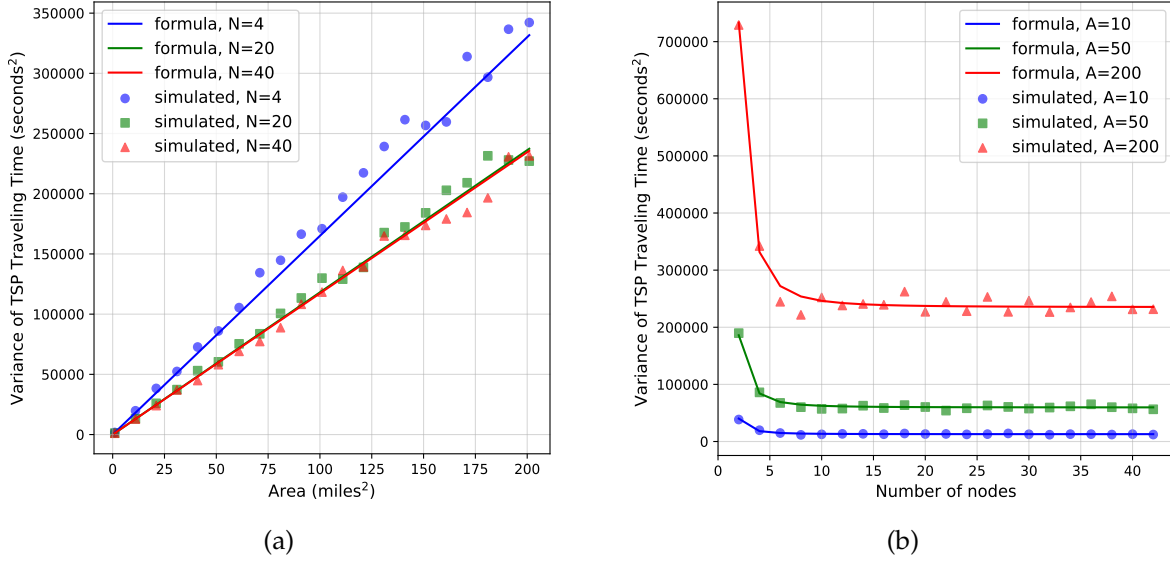 Variance of TSP Traveling Time (seconds²)
350000
300000
250000
200000
150000
100000
50000
0
formula, N=4
formula, N=20
formula, N=40
simulated, N=4
simulated, N=20
simulated, N=40
0 25 50 75 100 125 150 175 200
Area (miles²)
(a)
Variance of TSP Traveling Time (seconds²)
700000
600000
500000
400000
300000
200000
100000
0
formula, A=10
formula, A=50
formula, A=200
simulated, A=10
simulated, A=50
simulated, A=200
0 5 10 15 20 25 30 35 40
Number of nodes
(b)